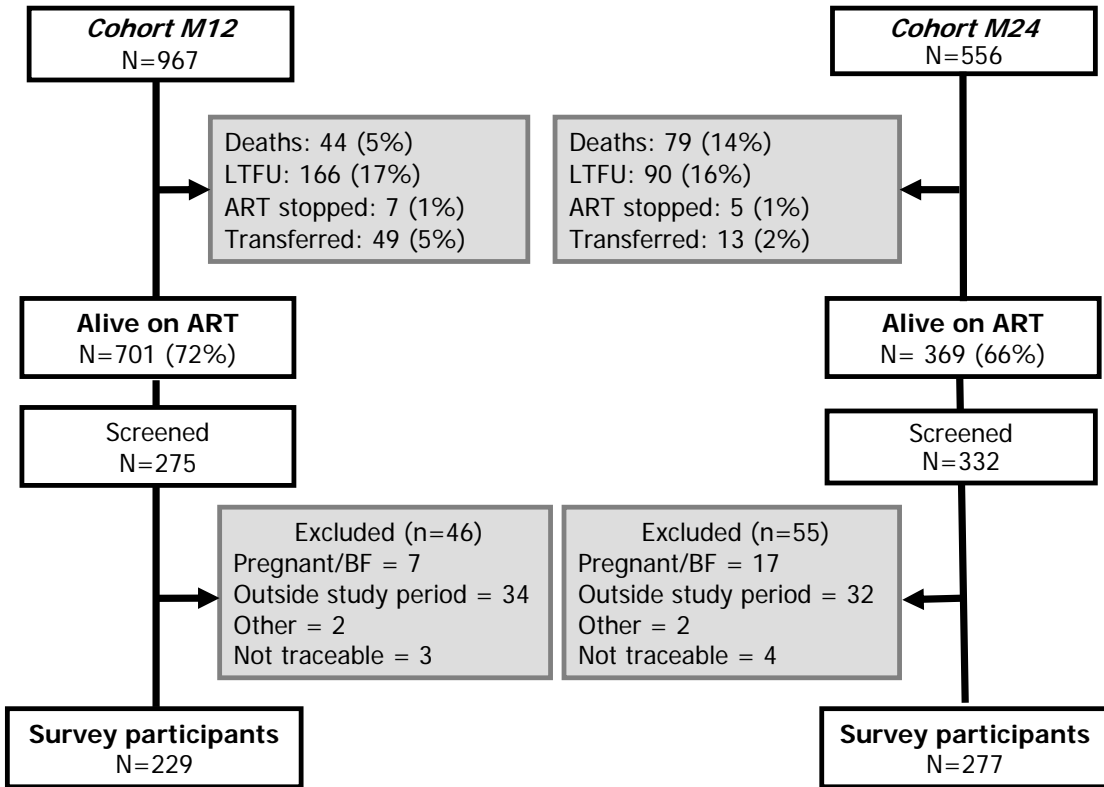 Cohort M12
N=967
Cohort M24
N=556
Deaths: 44 (5%)
LTFU: 166 (17%)
ART stopped: 7 (1%)
Transferred: 49 (5%)
Deaths: 79 (14%)
LTFU: 90 (16%)
ART stopped: 5 (1%)
Transferred: 13 (2%)
Alive on ART
N=701 (72%)
Alive on ART
N= 369 (66%)
Screened
N=275
Screened
N=332
Excluded (n=46)
Pregnant/BF = 7
Outside study period = 34
Other = 2
Not traceable = 3
Excluded (n=55)
Pregnant/BF = 17
Outside study period = 32
Other = 2
Not traceable = 4
Survey participants
N=229
Survey participants
N=277